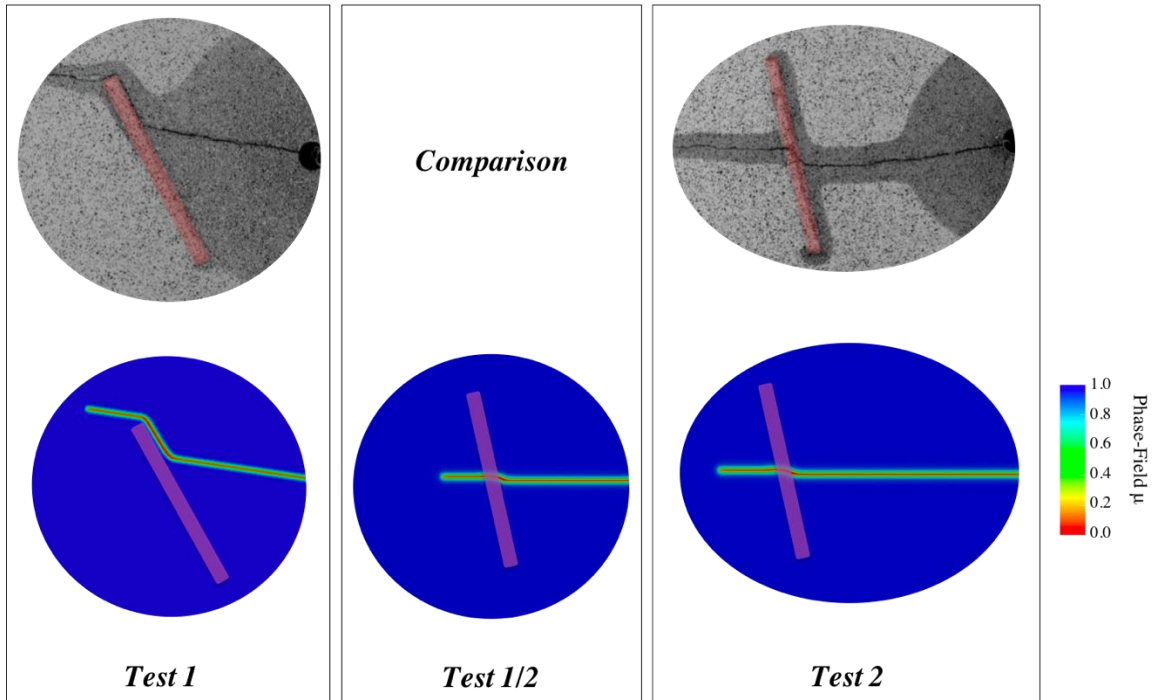 Comparison
1.0
0.8
0.6
0.4
0.2
0.0
Phase-Field μ
Test 1
Test 1/2
Test 2